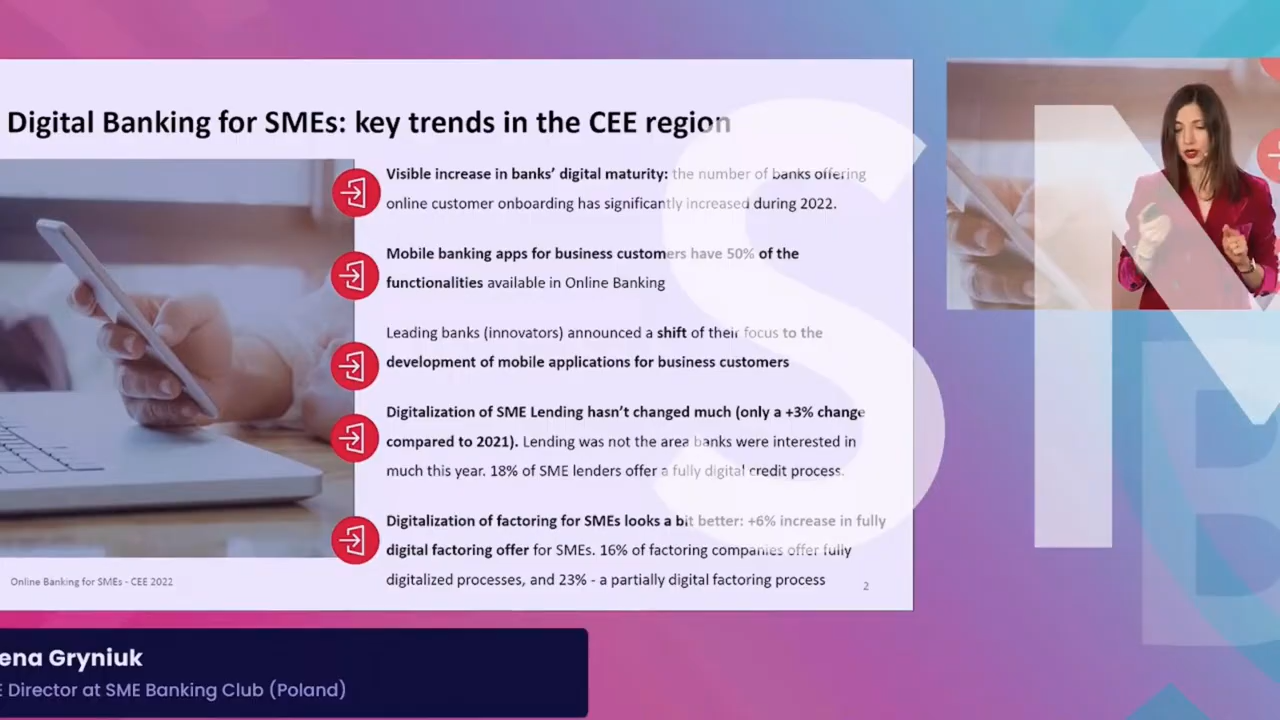 Digital Banking for SMEs: key trends in the CEE region
Visible increase in banks' digital maturity: the number of banks offering
online customer onboarding has significantly increased during 2022.
Mobile banking apps for business customers have 50% of the
functionalities available in Online Banking
Leading banks (innovators) announced a shift of their focus to the
development of mobile applications for business customers
Digitalization of SME Lending hasn't changed much (only a +3% change
compared to 2021). Lending was not the area banks were interested in
much this year. 18% of SME lenders offer a fully digital credit process.
Digitalization of factoring for SMEs looks a bit better: +6% increase in fully
digital factoring offer for SMEs. 16% of factoring companies offer fully
digitalized processes, and 23% - a partially digital factoring process
Online Banking for SMEs - CEE 2022
2
ena Gryniuk
E Director at SME Banking Club (Poland)
S
M
B